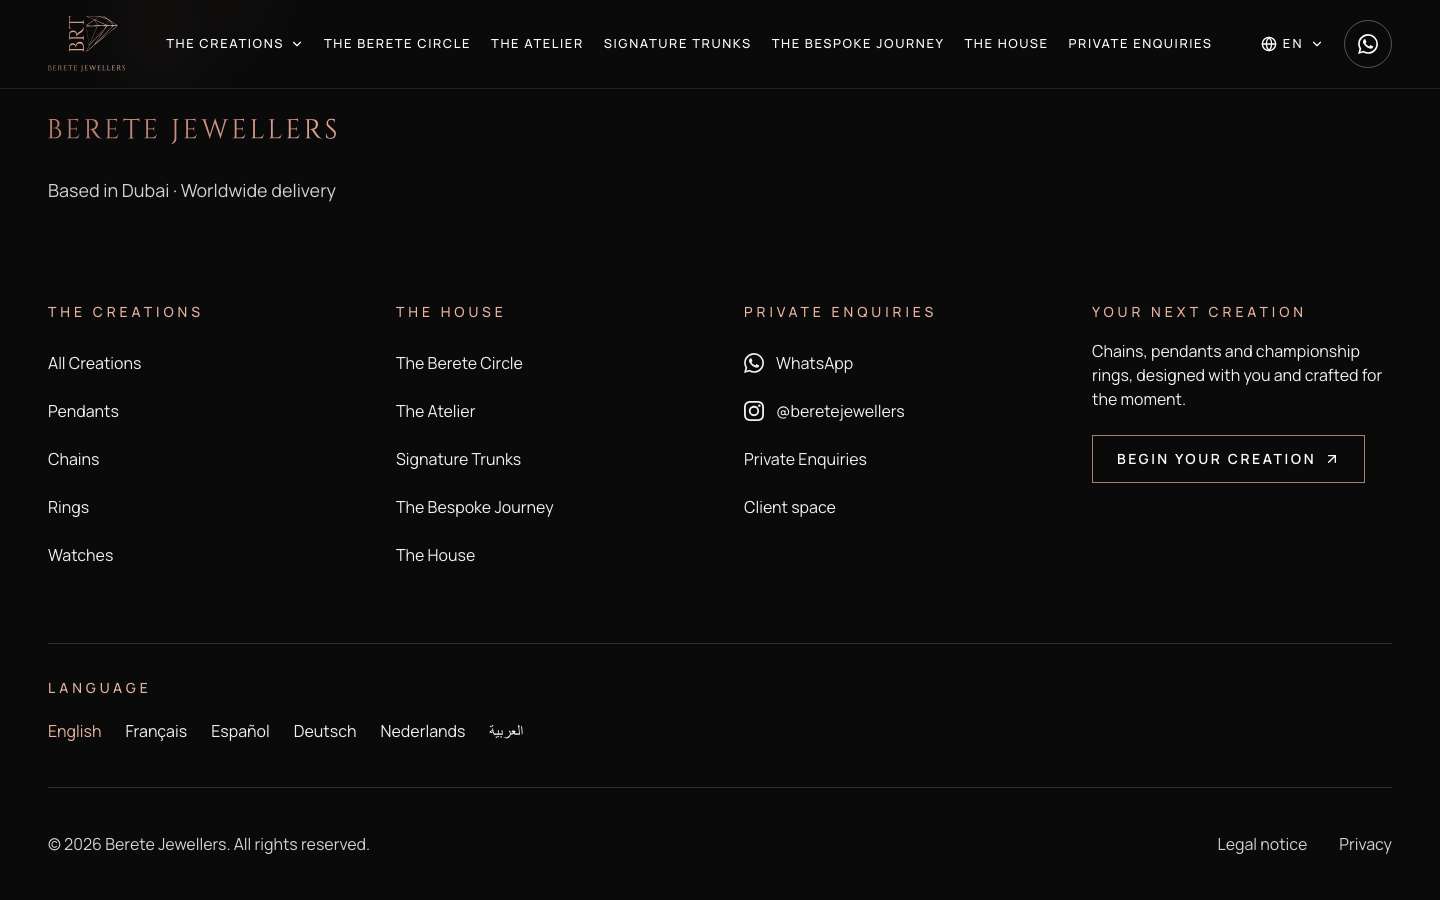 BRT
BERETE JEWELLERS
THE CREATIONS
THE BERETE CIRCLE
THE ATELIER
SIGNATURE TRUNKS
THE BESPOKE JOURNEY
THE HOUSE
PRIVATE ENQUIRIES
EN
BERETE JEWELLERS
Based in Dubai · Worldwide delivery
THE CREATIONS
All Creations
Pendants
Chains
Rings
Watches
THE HOUSE
The Berete Circle
The Atelier
Signature Trunks
The Bespoke Journey
The House
PRIVATE ENQUIRIES
WhatsApp
@beretejewellers
Private Enquiries
Client space
YOUR NEXT CREATION
Chains, pendants and championship
rings, designed with you and crafted for
the moment.
BEGIN YOUR CREATION
LANGUAGE
English Français Español Deutsch Nederlands العربية
© 2026 Berete Jewellers. All rights reserved.
Legal notice Privacy